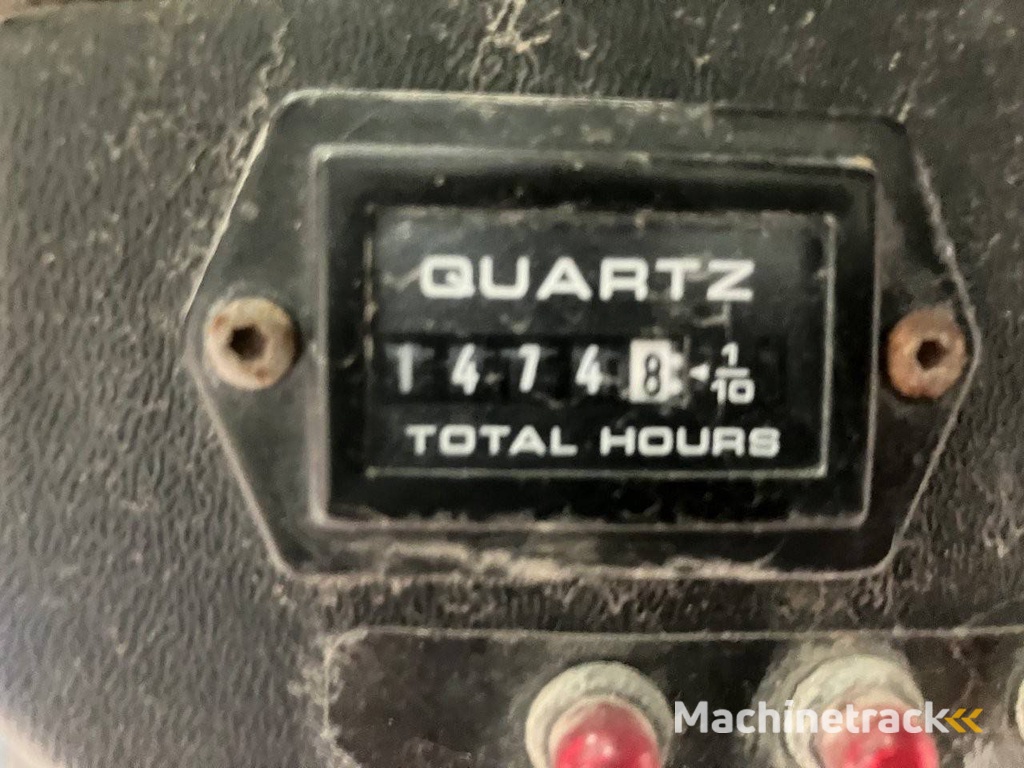 QUARTZ
1 4 7 4 8 ◂ 1/10
TOTAL HOURS
Machinetrack